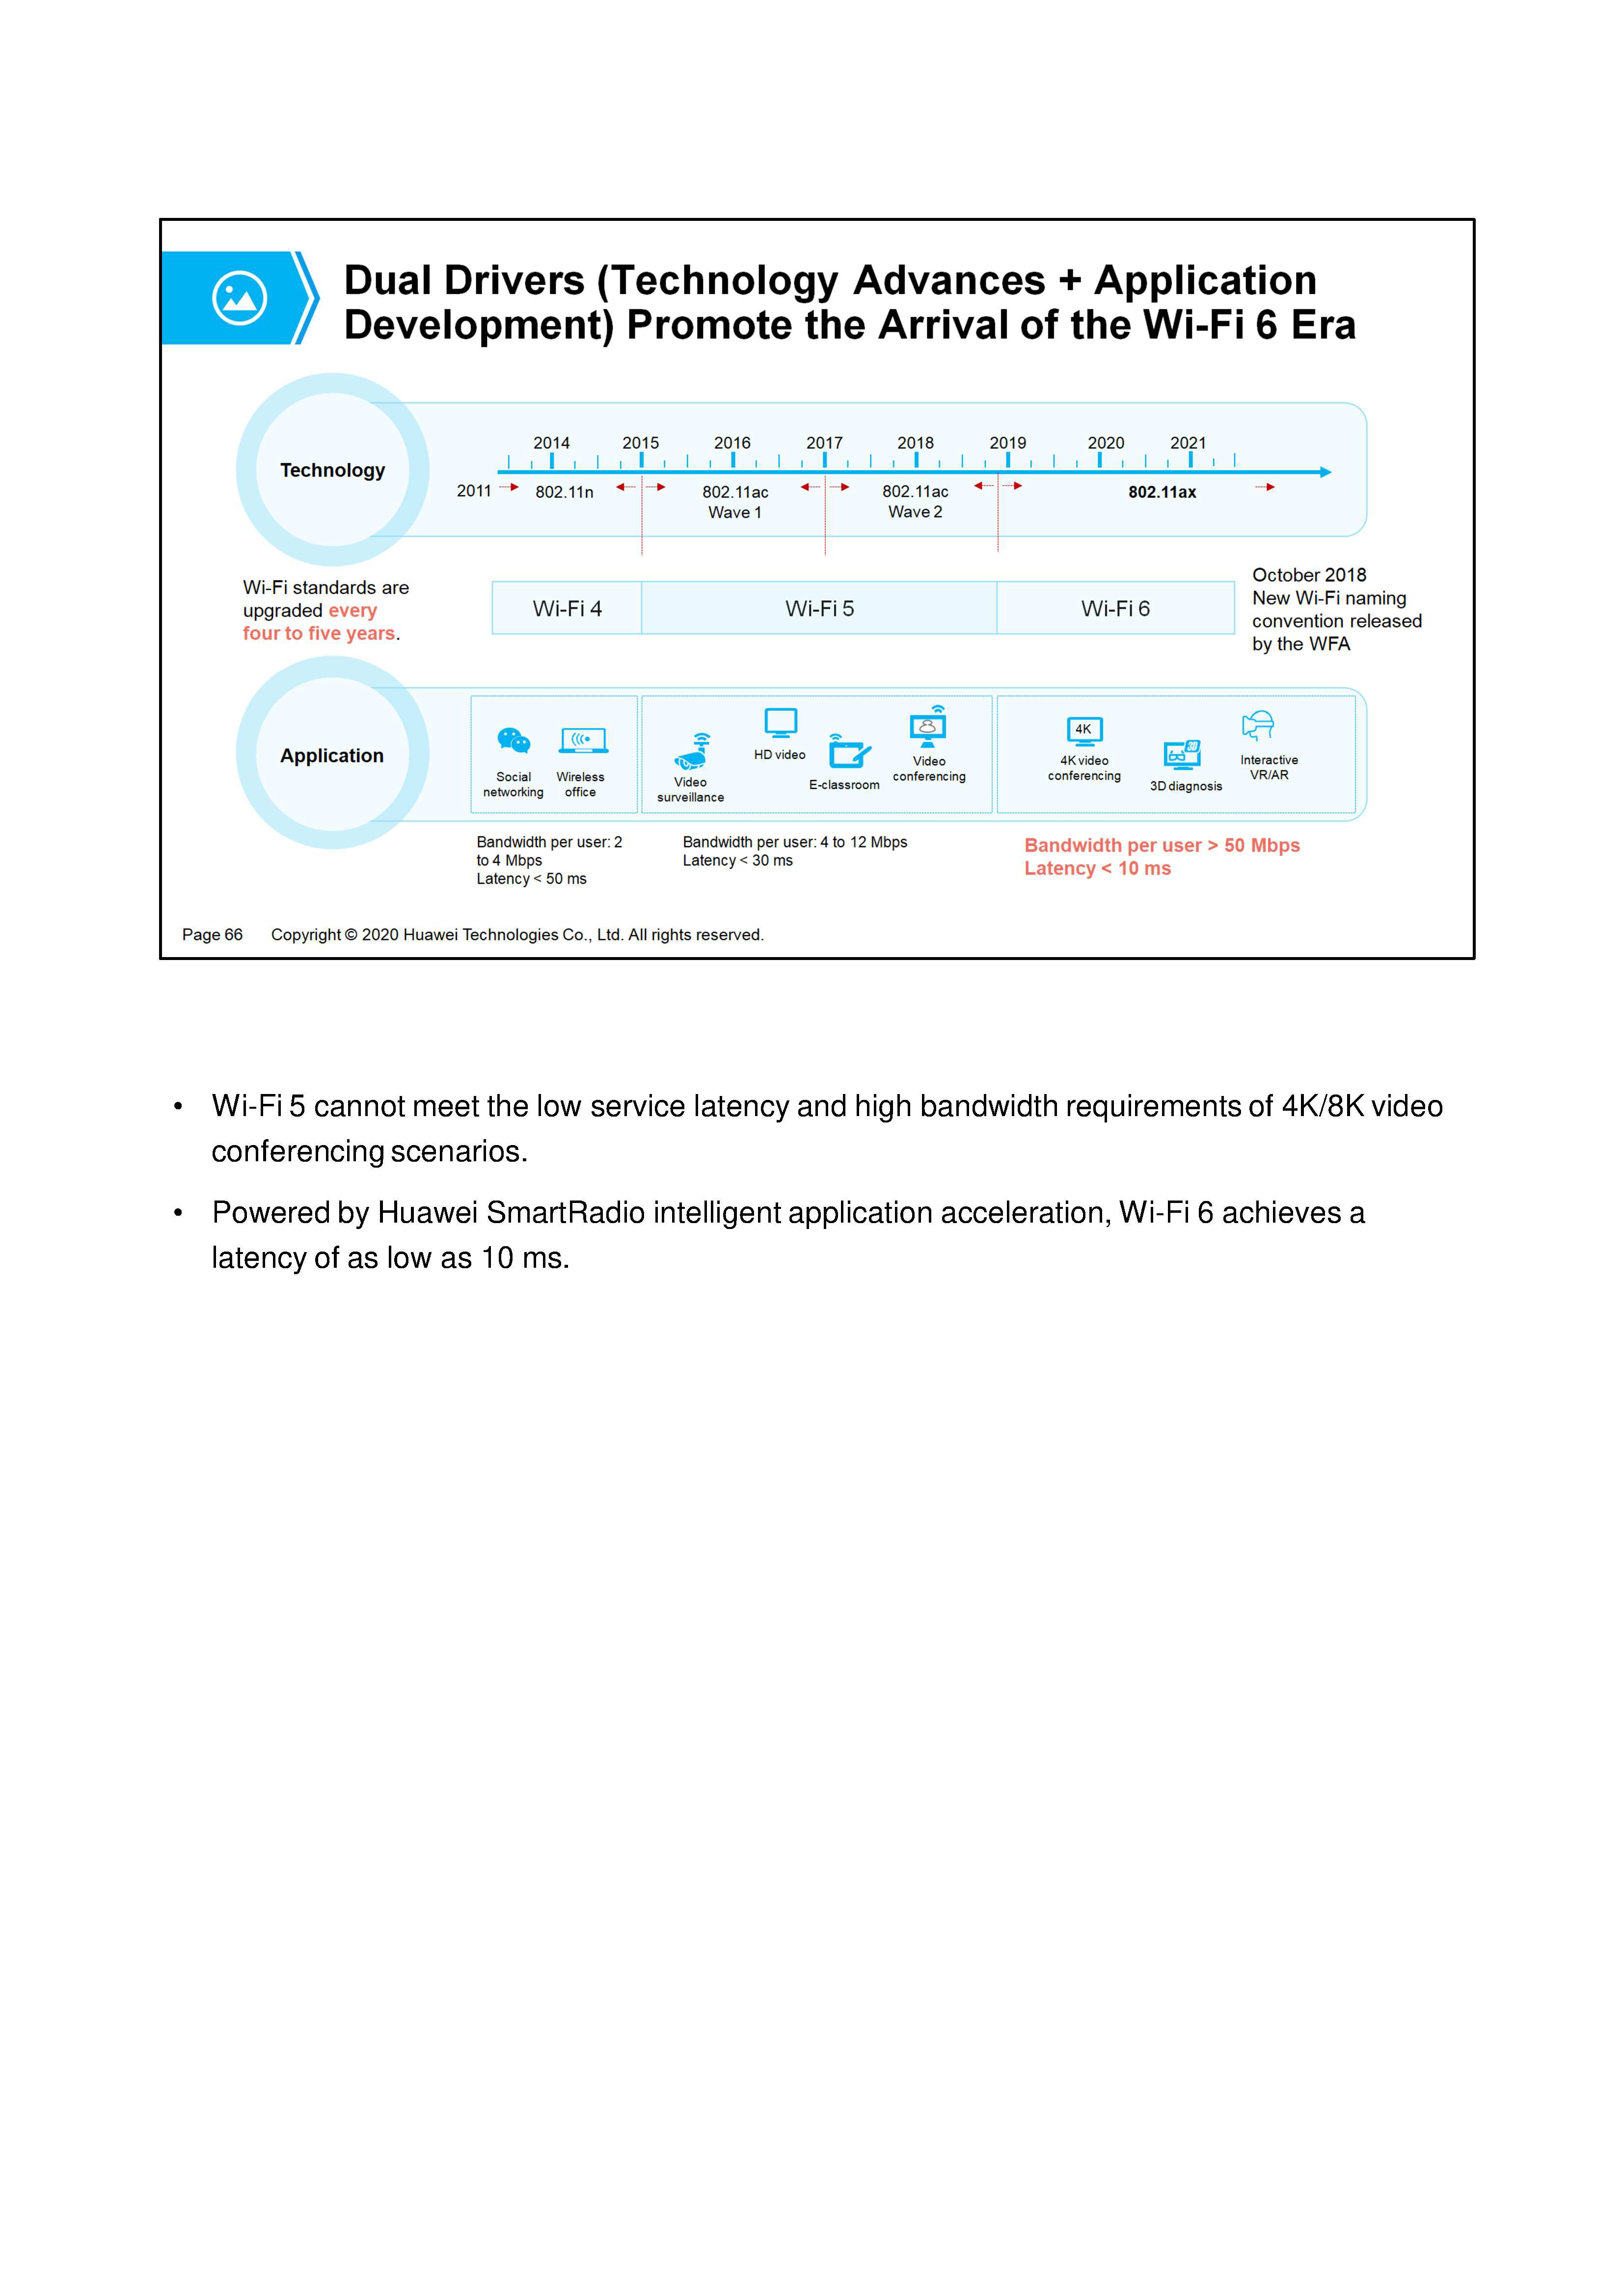 Dual Drivers (Technology Advances + Application
Development) Promote the Arrival of the Wi-Fi 6 Era
Technology
2014 2015 2016 2017 2018 2019 2020 2021
2011 802.11n 802.11ac 802.11ac 802.11ax
Wave 1 Wave 2
Wi-Fi standards are
upgraded every
four to five years.
Wi-Fi 4 Wi-Fi 5 Wi-Fi 6
October 2018
New Wi-Fi naming
convention released
by the WFA
Application
Social
networking
Wireless
office
Video
surveillance
HD video
E-classroom
Video
conferencing
4K
4K video
conferencing
3D
3D diagnosis
Interactive
VR/AR
Bandwidth per user: 2
to 4 Mbps
Latency < 50 ms
Bandwidth per user: 4 to 12 Mbps
Latency < 30 ms
Bandwidth per user > 50 Mbps
Latency < 10 ms
Page 66 Copyright © 2020 Huawei Technologies Co., Ltd. All rights reserved.
• Wi-Fi 5 cannot meet the low service latency and high bandwidth requirements of 4K/8K video
conferencing scenarios.
• Powered by Huawei SmartRadio intelligent application acceleration, Wi-Fi 6 achieves a
latency of as low as 10 ms.